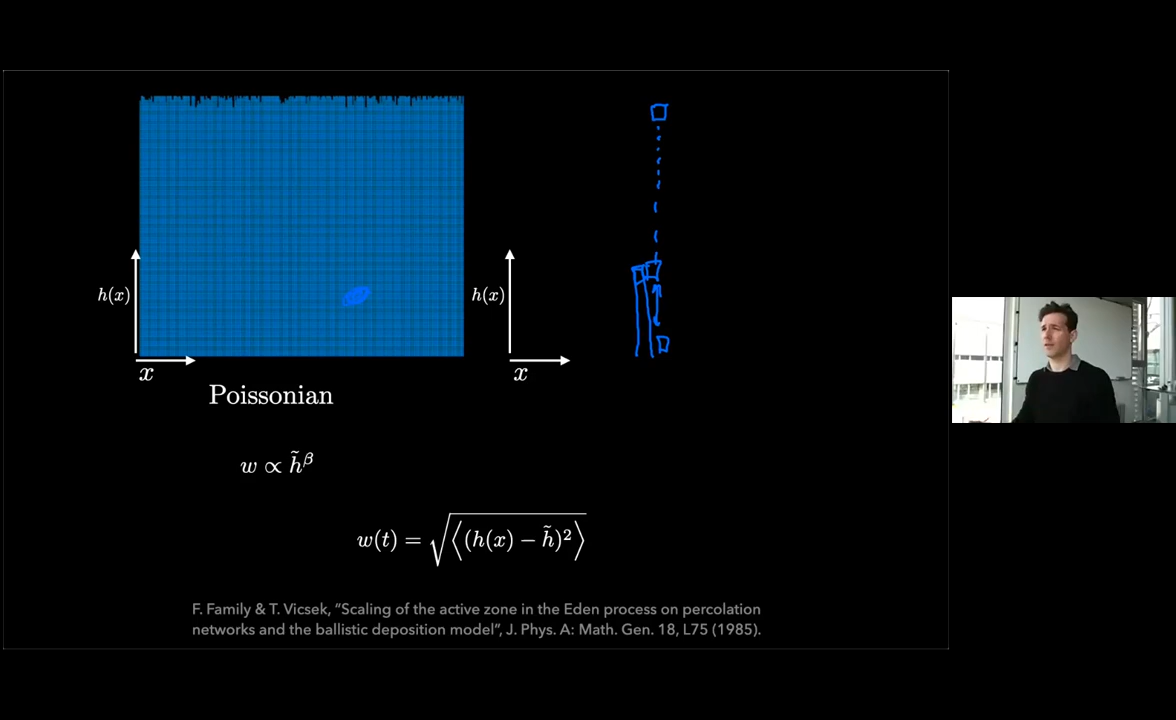 h(x)
h(x)
x
x
Poissonian
w ∝ h̃^β
w(t) = √⟨(h(x) − h̃)²⟩
F. Family & T. Vicsek, “Scaling of the active zone in the Eden process on percolation
networks and the ballistic deposition model”, J. Phys. A: Math. Gen. 18, L75 (1985).